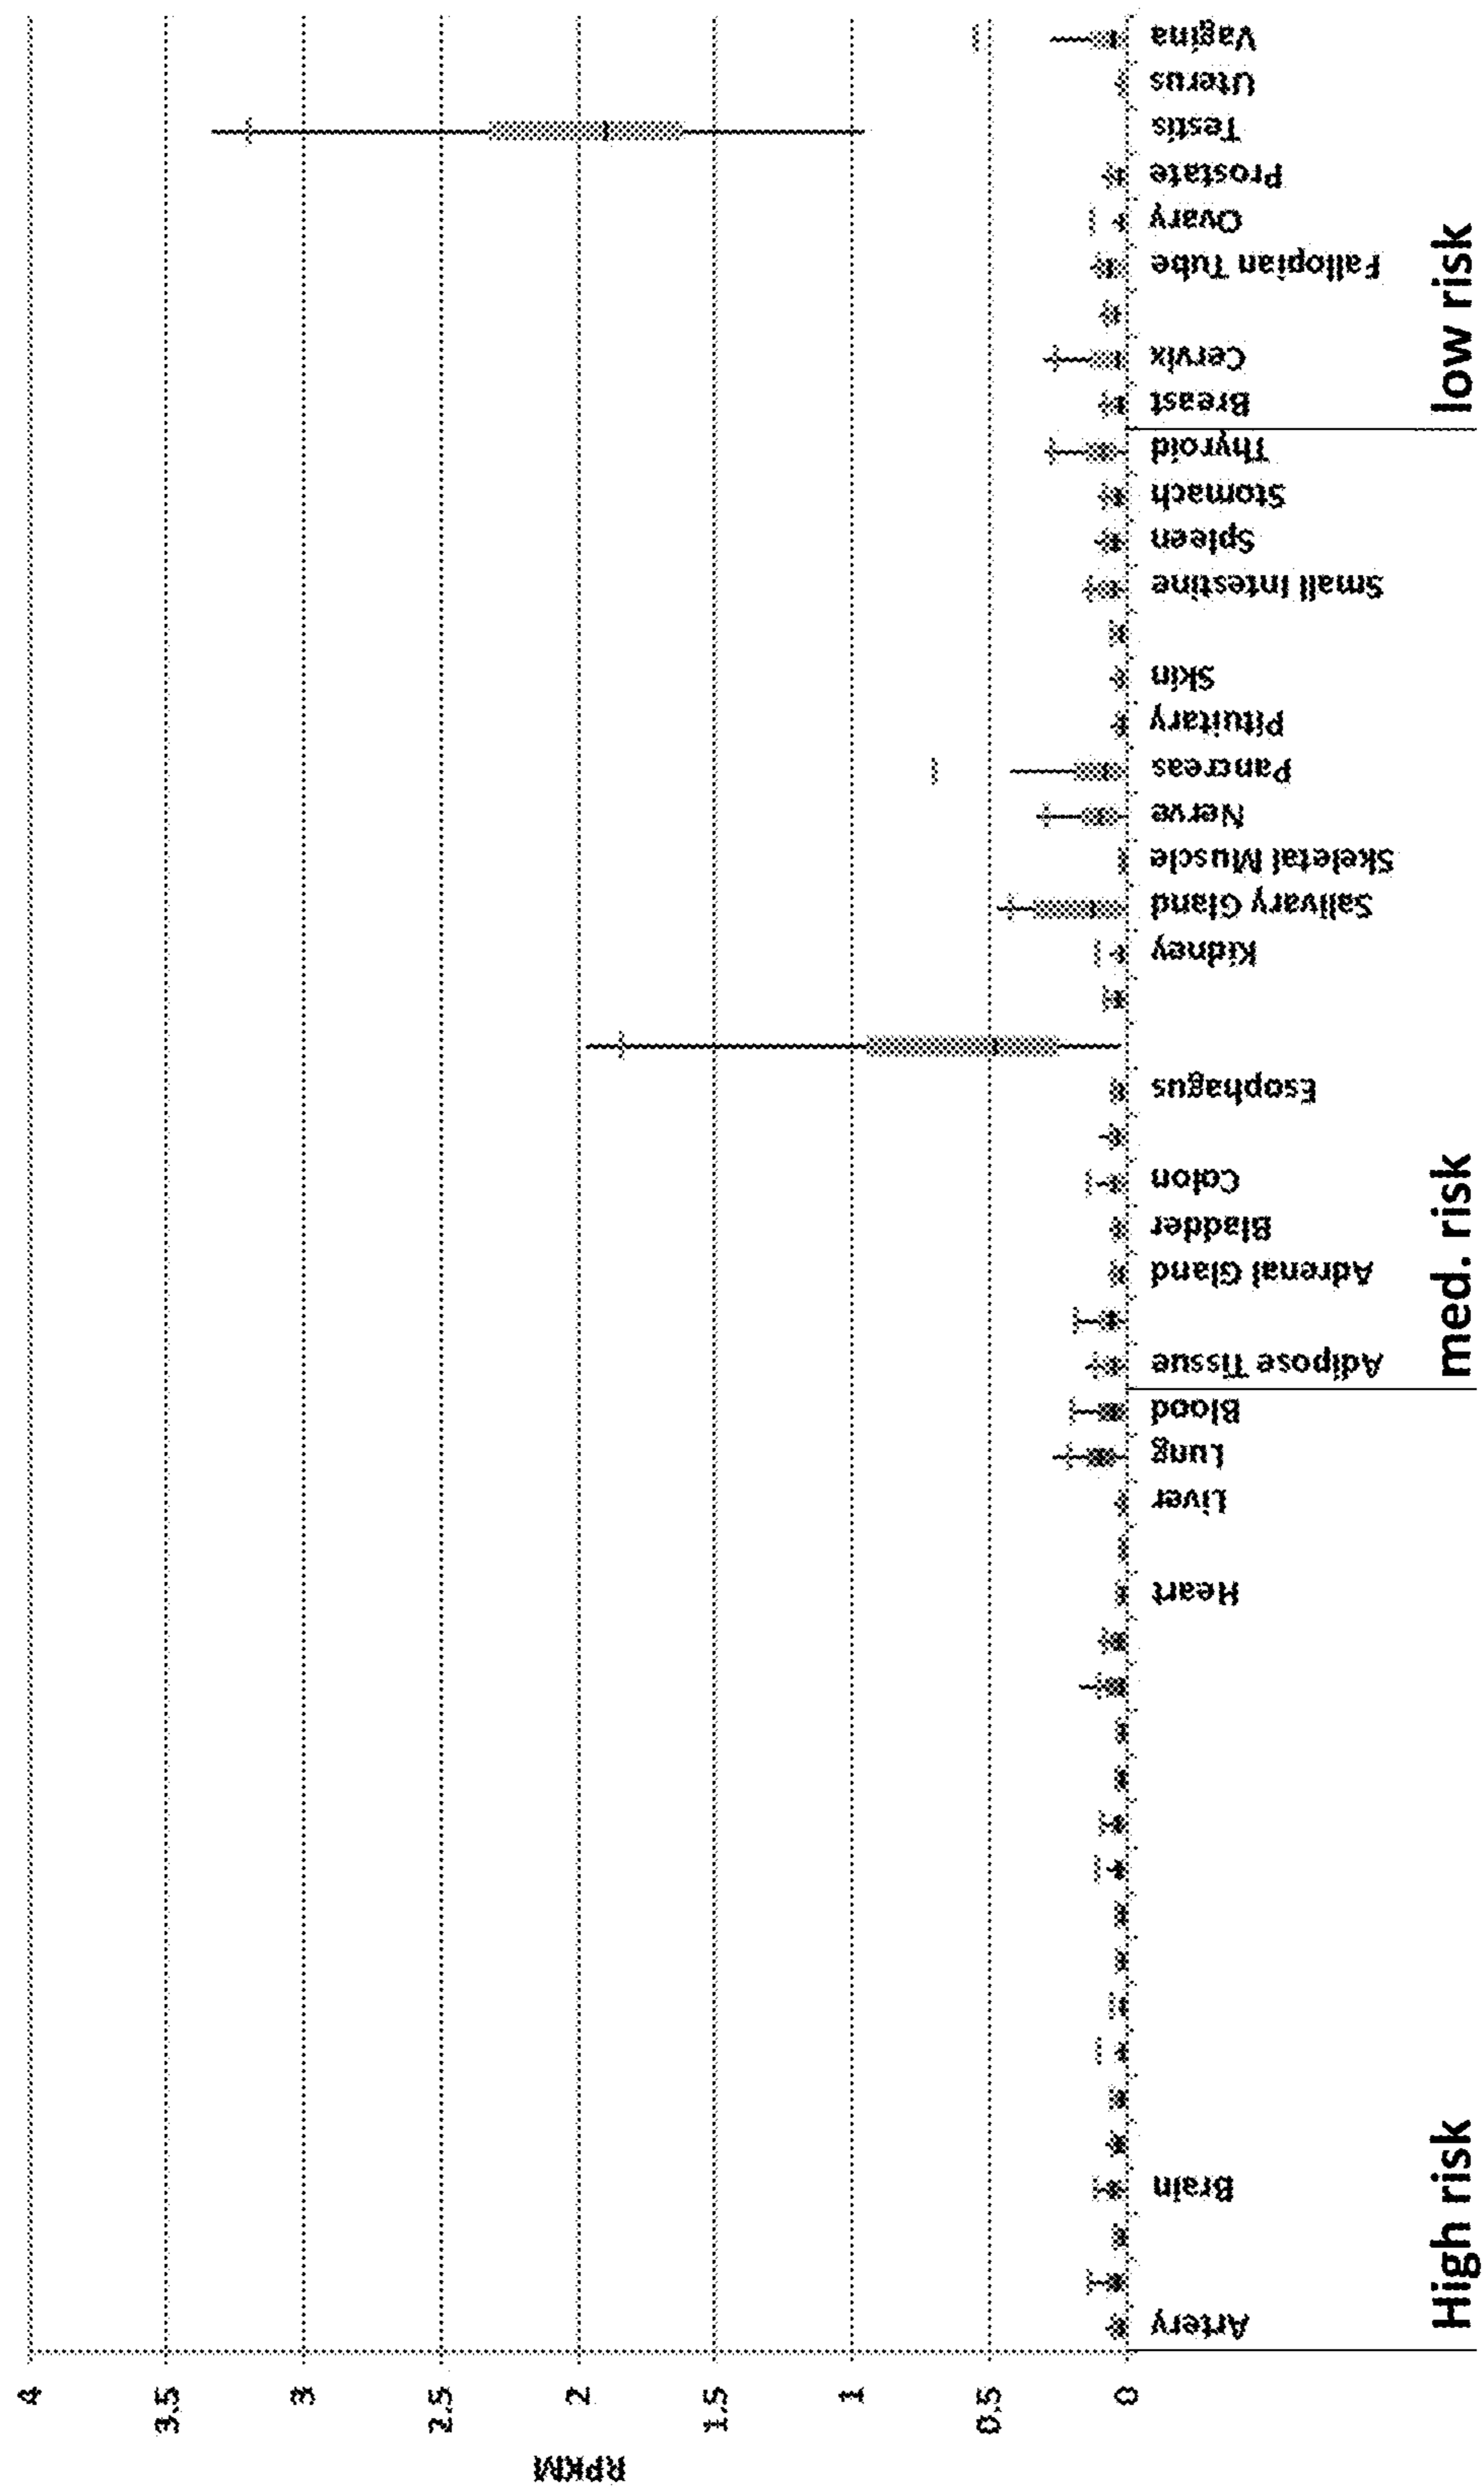 RPKM
4
3.5
3
2.5
2
1.5
1
0.5
0
Artery
Brain
Heart
Liver
Lung
Blood
Adipose Tissue
Adrenal Gland
Bladder
Colon
Esophagus
Kidney
Salivary Gland
Skeletal Muscle
Nerve
Pancreas
Pituitary
Skin
Small Intestine
Spleen
Stomach
Thyroid
Breast
Cervix
Fallopian Tube
Ovary
Prostate
Testis
Uterus
Vagina
High risk
med. risk
low risk